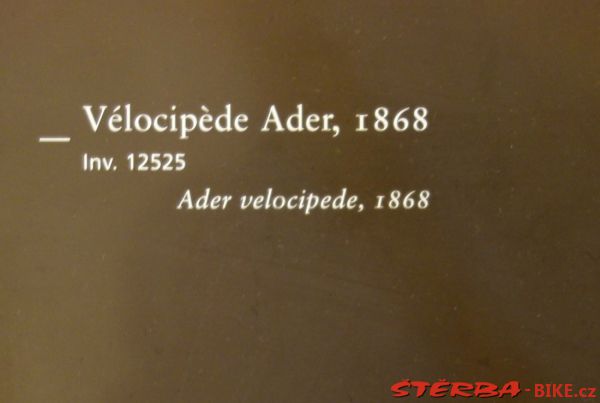 Vélocipède Ader, 1868
Inv. 12525
Ader velocipede, 1868
ŠTĚRBA-BIKE.cz